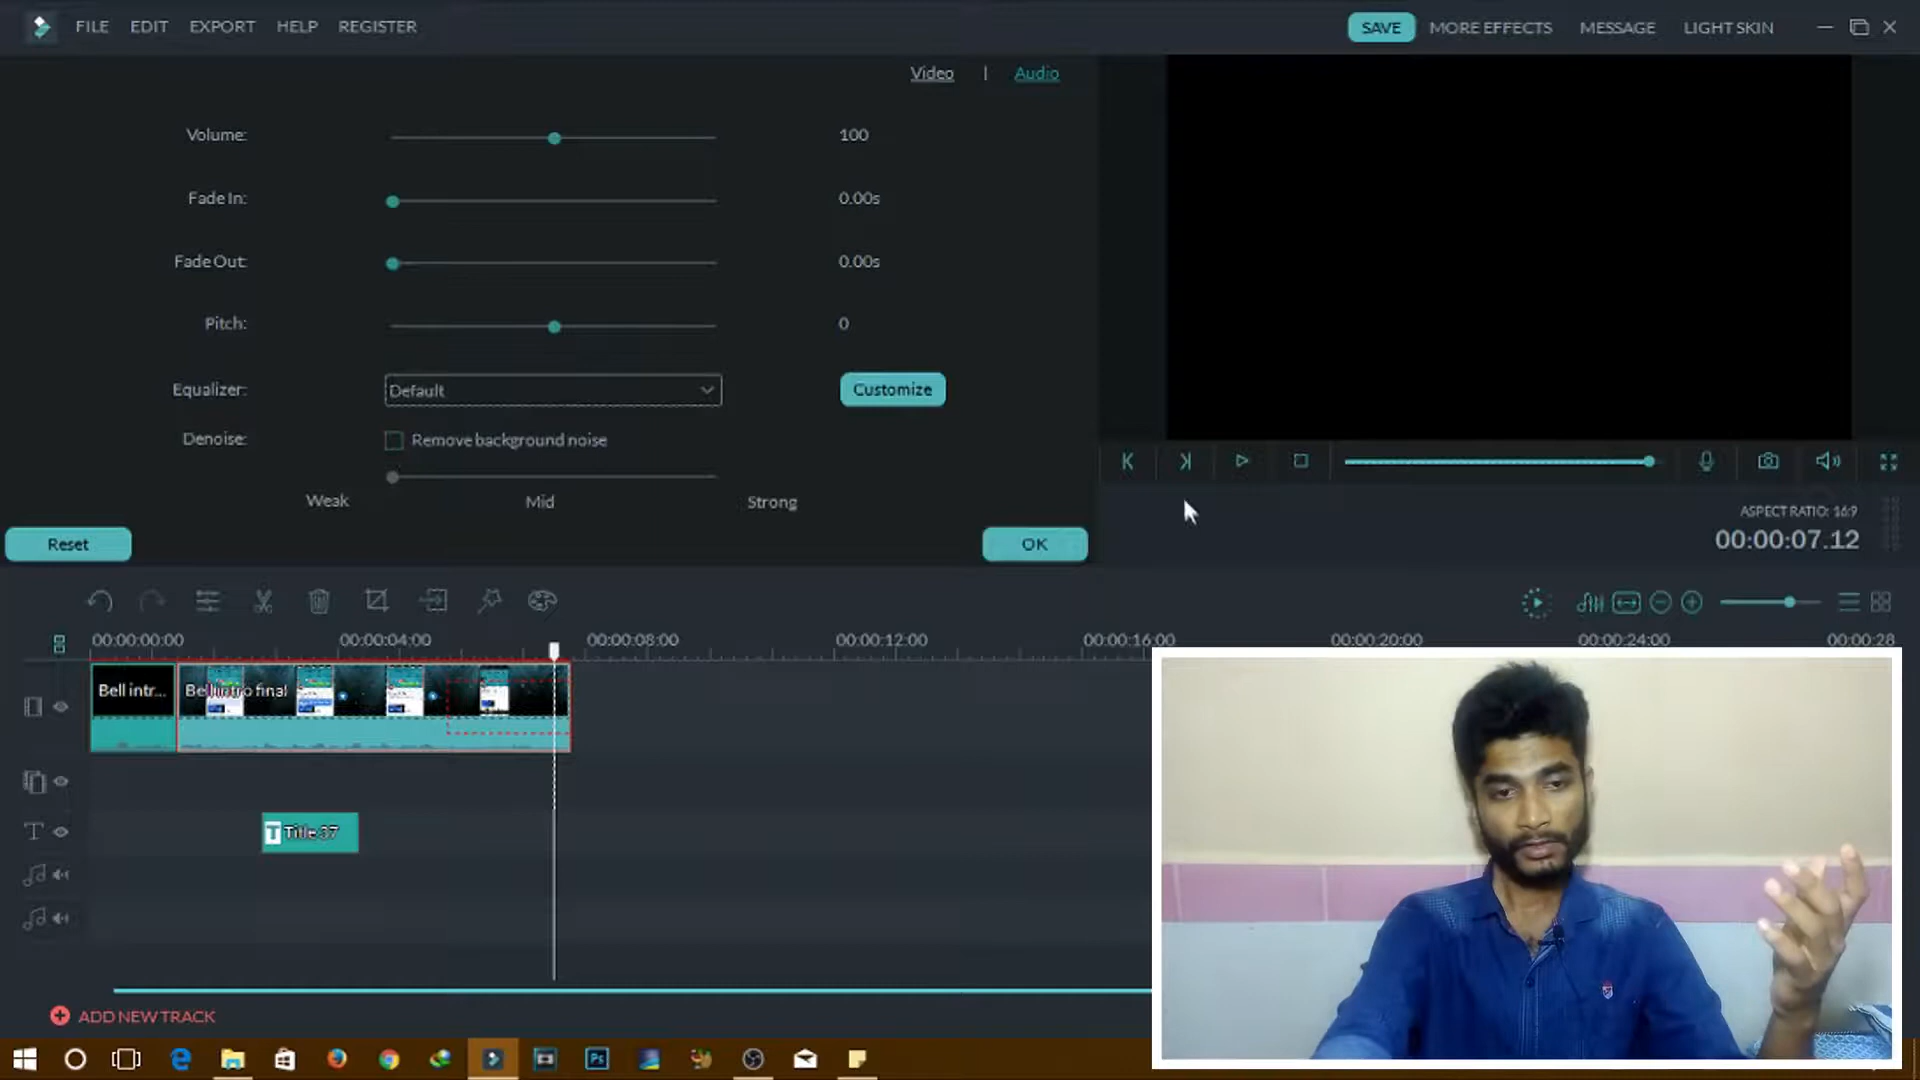 FILE EDIT EXPORT HELP REGISTER SAVE MORE EFFECTS MESSAGE LIGHT SKIN
Video | Audio
Volume: 100
Fade In: 0.00s
Fade Out: 0.00s
Pitch: 0
Equalizer: Default Customize
Denoise: Remove background noise
Weak Mid Strong
Reset OK
ASPECT RATIO: 16:9
00:00:07.12
00:00:00:00 00:00:04:00 00:00:08:00 00:00:12:00 00:00:16:00 00:00:20:00 00:00:24:00 00:00:28
Bell intr... Bell intro final
T Title 37
ADD NEW TRACK
Ps